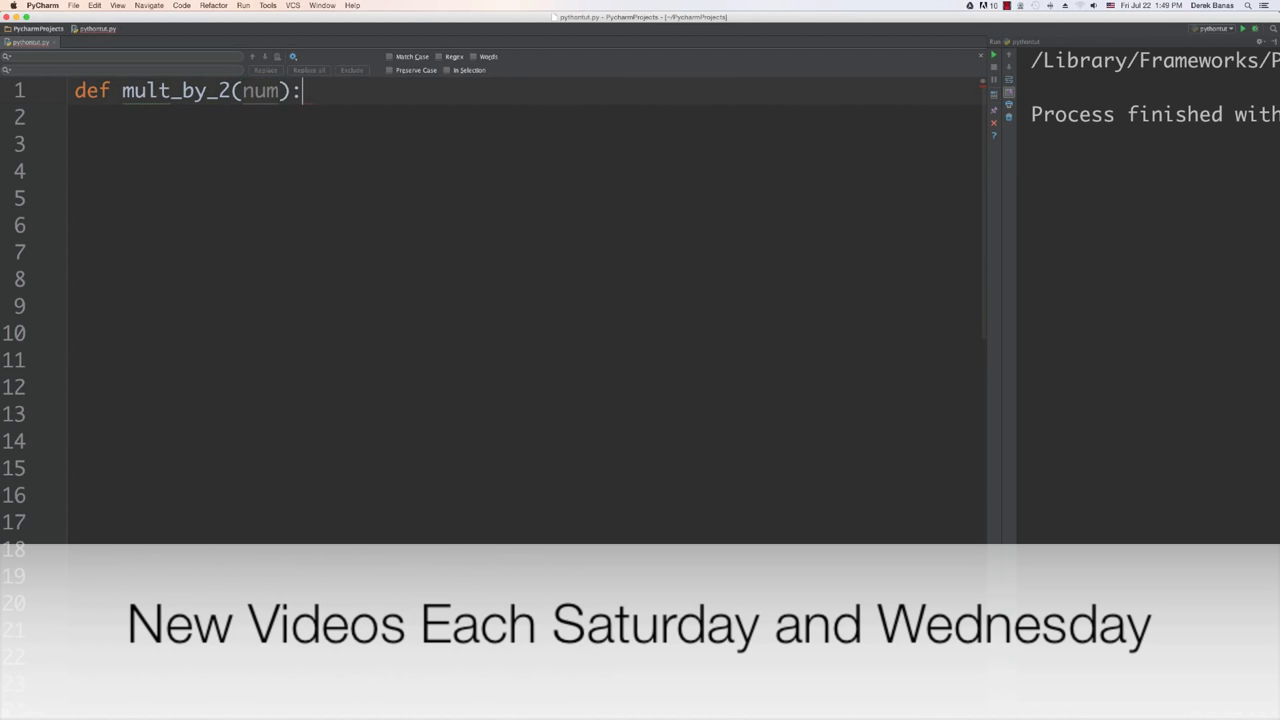 PyCharm File Edit View Navigate Code Refactor Run Tools VCS Window Help
10 Fri Jul 22 1:49 PM Derek Banas
pythontut.py - PycharmProjects - [~/PycharmProjects]
PycharmProjects pythontut.py
pythontut
pythontut.py
Run pythontut
Match Case Regex Words
Replace Replace all Exclude Preserve Case In Selection
/Library/Frameworks/P
Process finished with
1 def mult_by_2(num):
2
3
4
5
6
7
8
9
10
11
12
13
14
15
16
17
18
19
20
21
22
23
New Videos Each Saturday and Wednesday